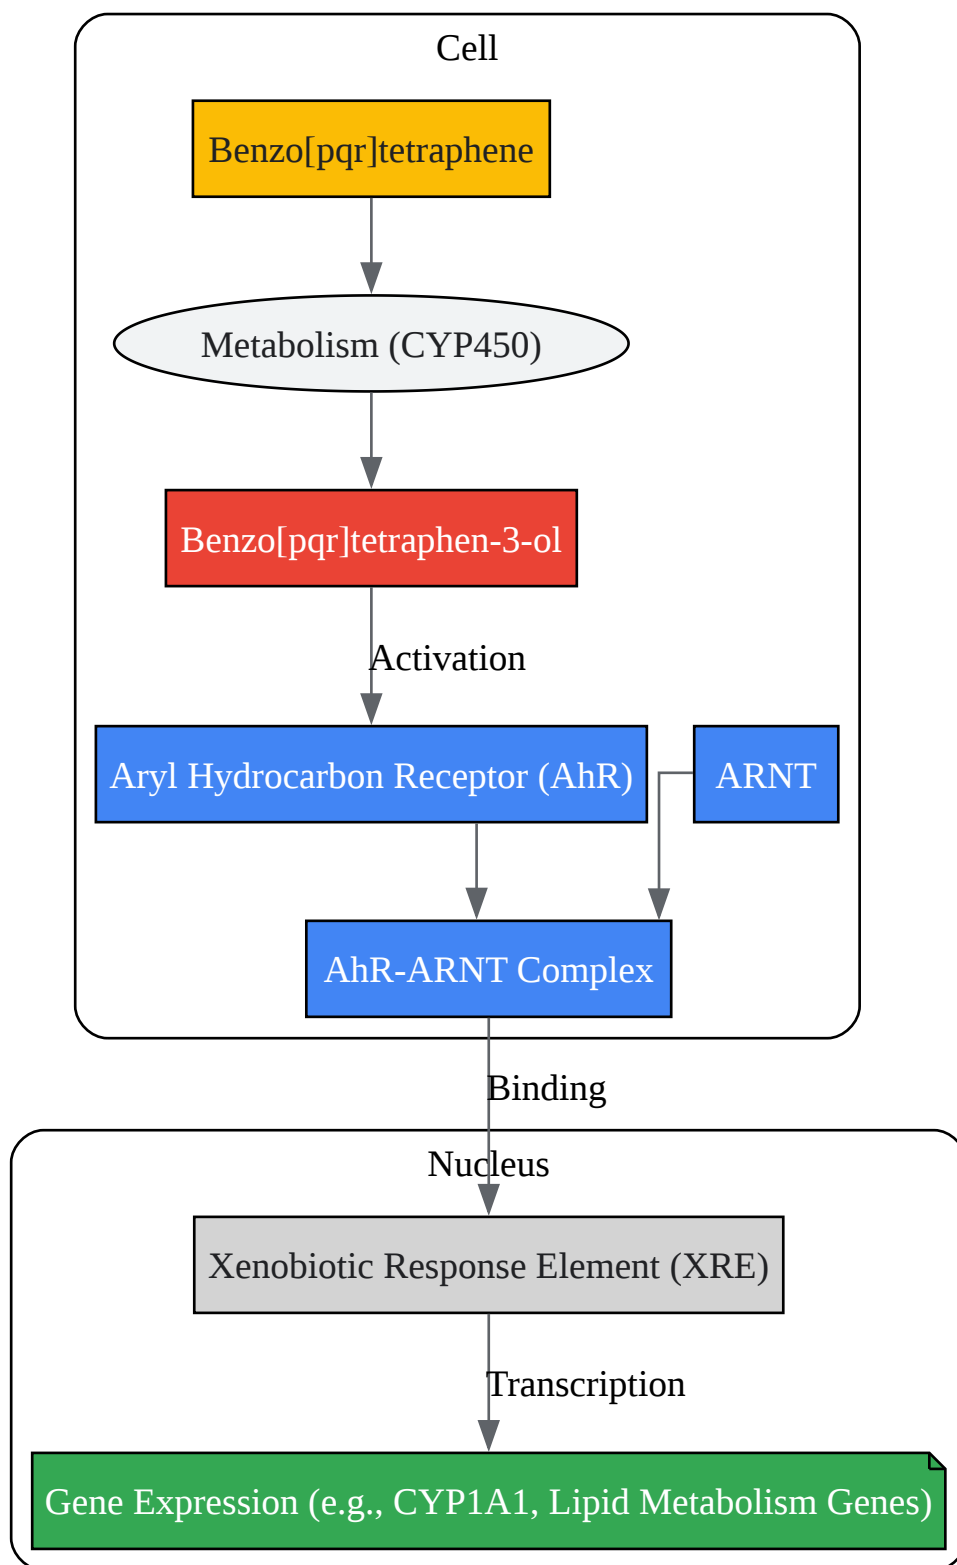 Cell
Benzo[pqr]tetraphene
Metabolism (CYP450)
Benzo[pqr]tetraphen-3-ol
Activation
Aryl Hydrocarbon Receptor (AhR)
ARNT
AhR-ARNT Complex
Binding
Nucleus
Xenobiotic Response Element (XRE)
Transcription
Gene Expression (e.g., CYP1A1, Lipid Metabolism Genes)